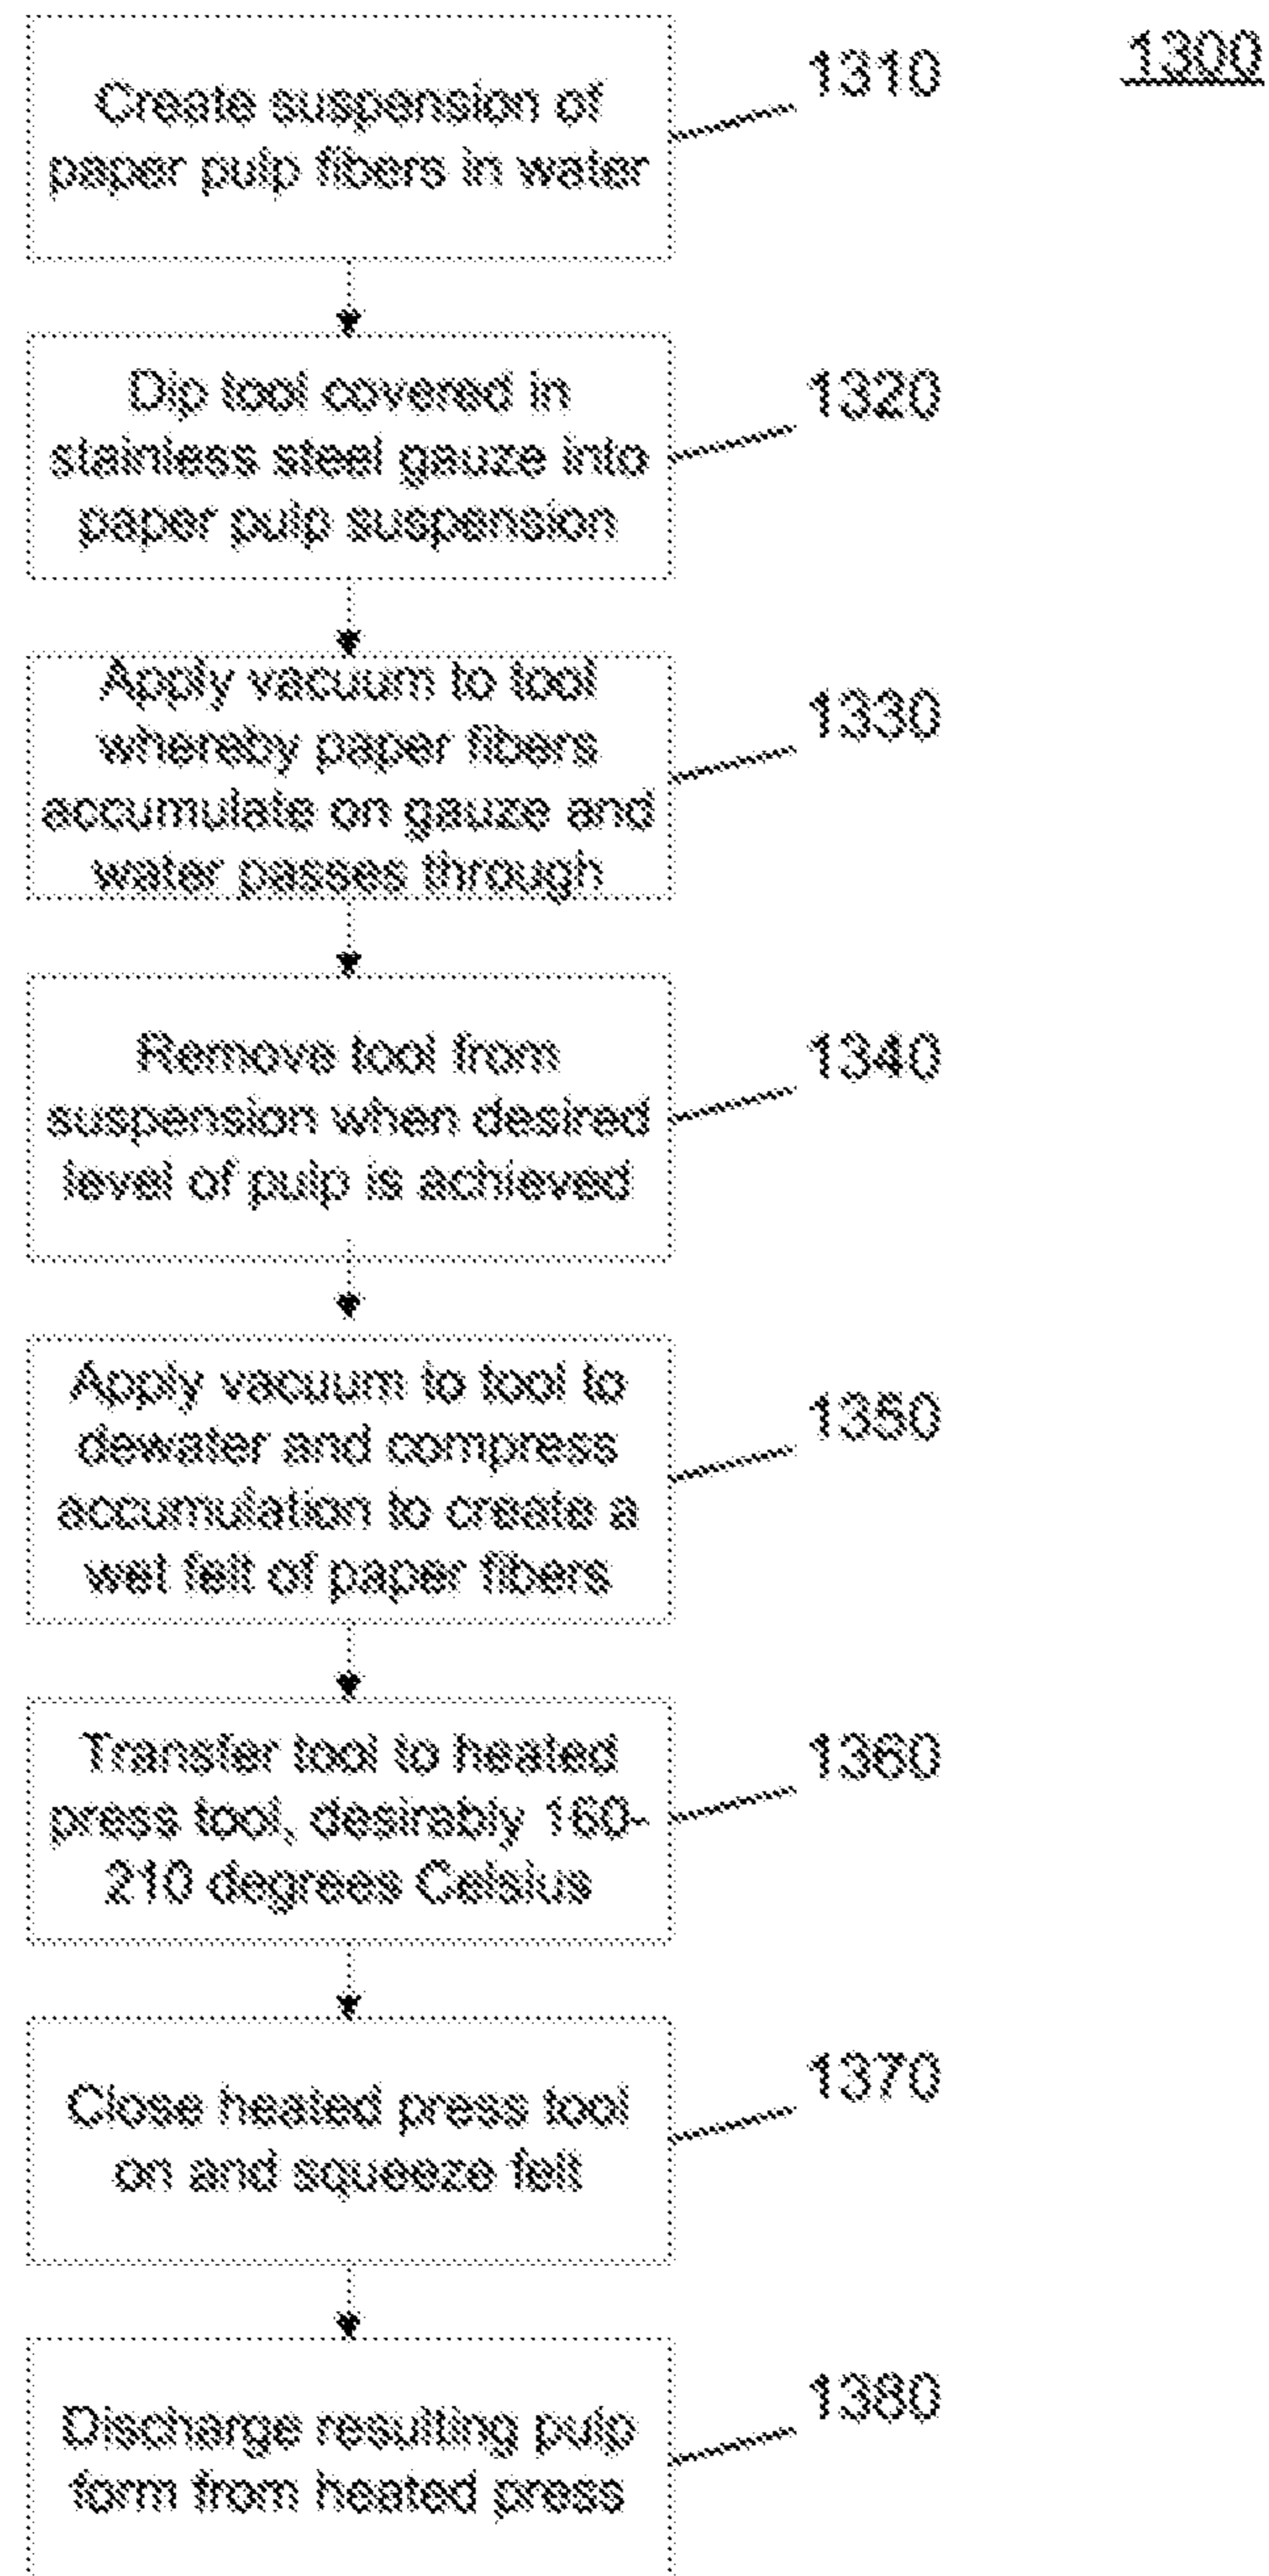 1300
Create suspension of
paper pulp fibers in water
1310
Dip tool covered in
stainless steel gauze into
paper pulp suspension
1320
Apply vacuum to tool
whereby paper fibers
accumulate on gauze and
water passes through
1330
Remove tool from
suspension when desired
level of pulp is achieved
1340
Apply vacuum to tool to
dewater and compress
accumulation to create a
wet felt of paper fibers
1350
Transfer tool to heated
press tool, desirably 160-
210 degrees Celsius
1360
Close heated press tool
on and squeeze felt
1370
Discharge resulting pulp
form from heated press
1380